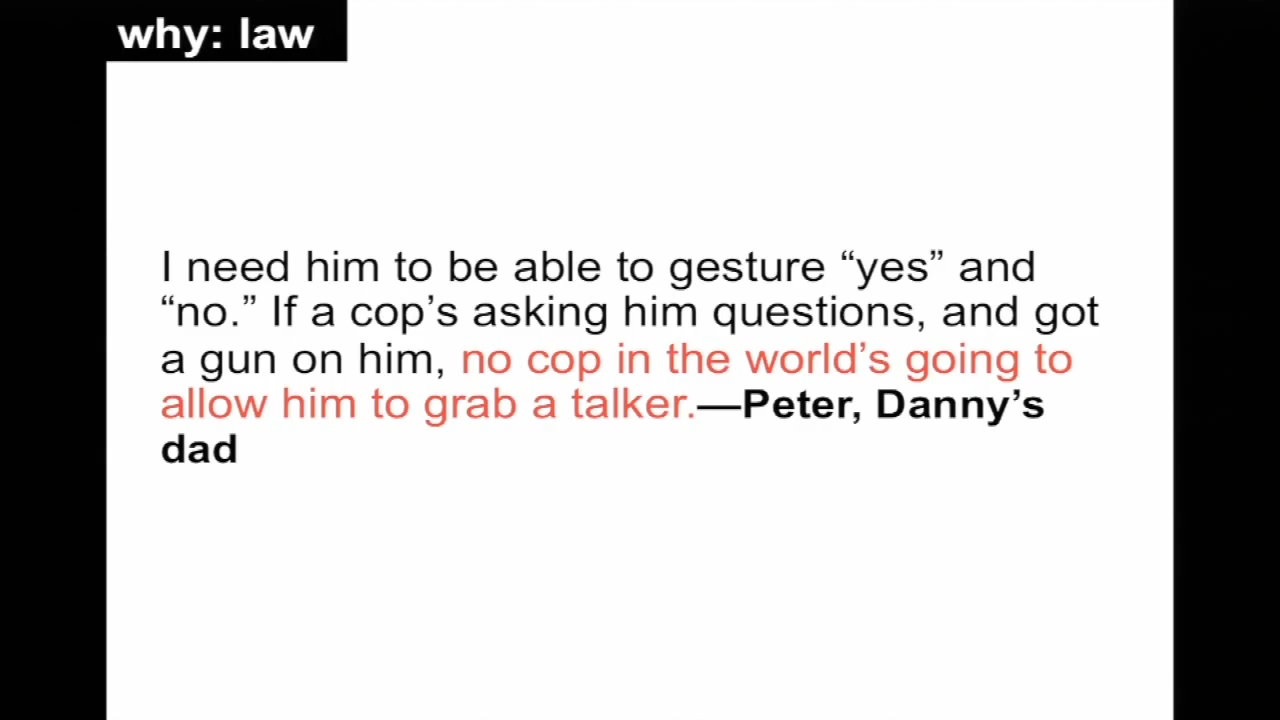 why: law
I need him to be able to gesture “yes” and
“no.” If a cop’s asking him questions, and got
a gun on him, no cop in the world’s going to
allow him to grab a talker.—Peter, Danny’s
dad